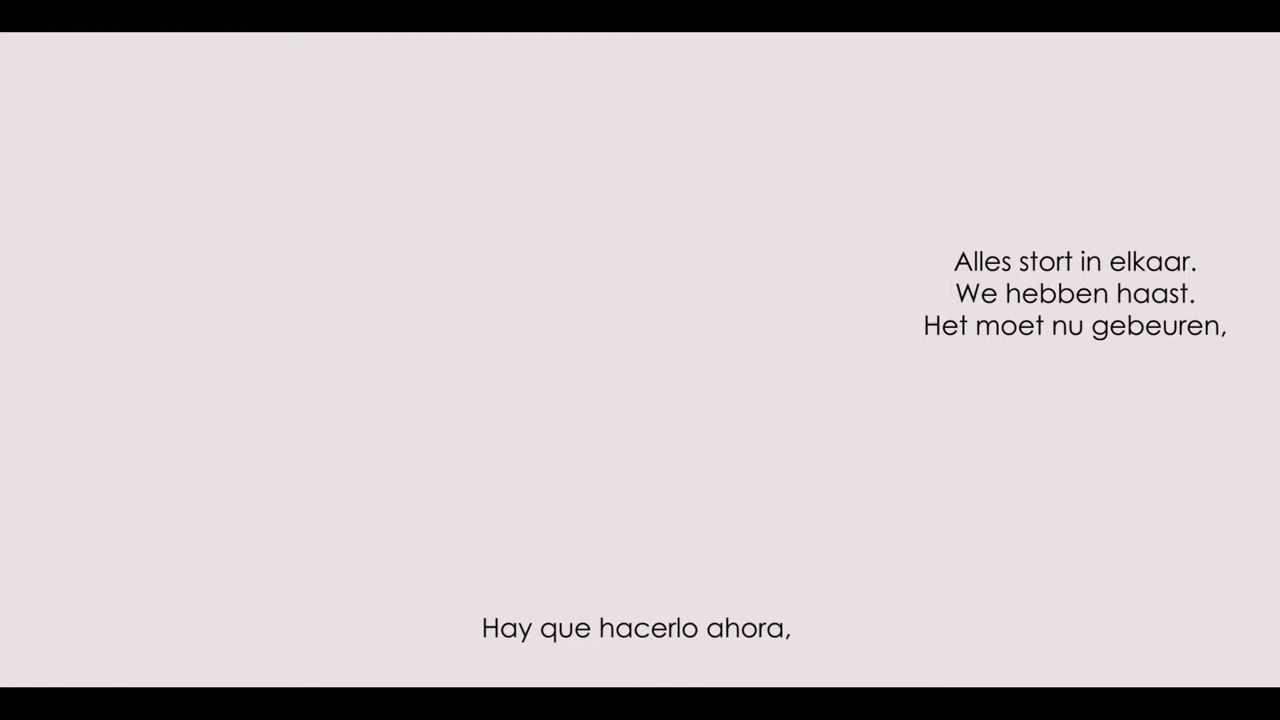 Alles stort in elkaar.
We hebben haast.
Het moet nu gebeuren,
Hay que hacerlo ahora,